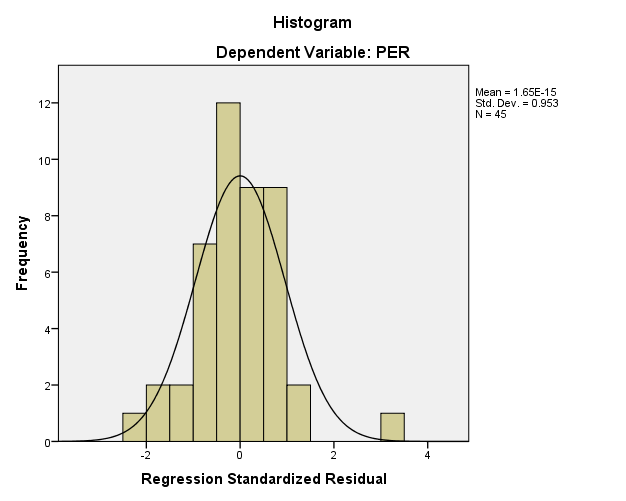 Histogram
Dependent Variable: PER
Mean = 1.65E-15
Std. Dev. = 0.953
N = 45
Frequency
12
10
8
6
4
2
0
-2 0 2 4
Regression Standardized Residual